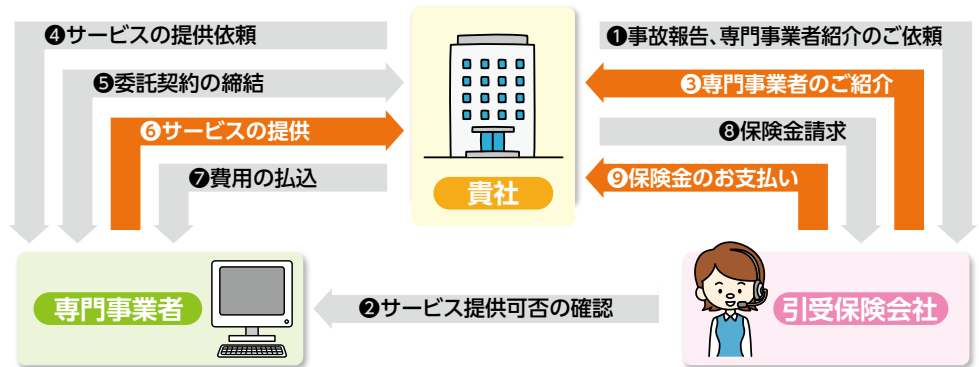 ❹サービスの提供依頼
❶事故報告、専門事業者紹介のご依頼
❺委託契約の締結
❸専門事業者のご紹介
❻サービスの提供
❽保険金請求
❼費用の払込
❾保険金のお支払い
貴社
専門事業者
❷サービス提供可否の確認
引受保険会社